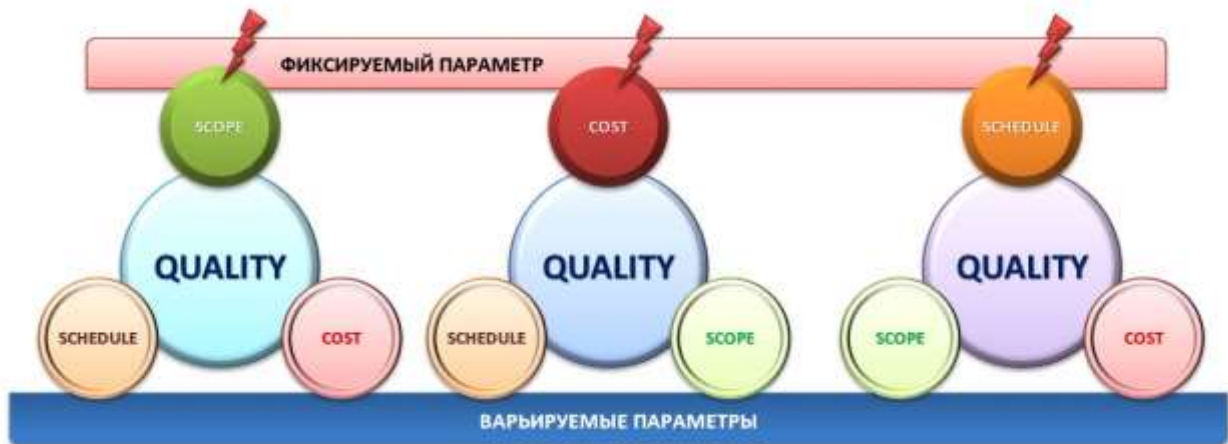 ФИКСИРУЕМЫЙ ПАРАМЕТР
SCOPE
COST
SCHEDULE
QUALITY
QUALITY
QUALITY
SCHEDULE
COST
SCHEDULE
SCOPE
SCOPE
COST
ВАРЬИРУЕМЫЕ ПАРАМЕТРЫ